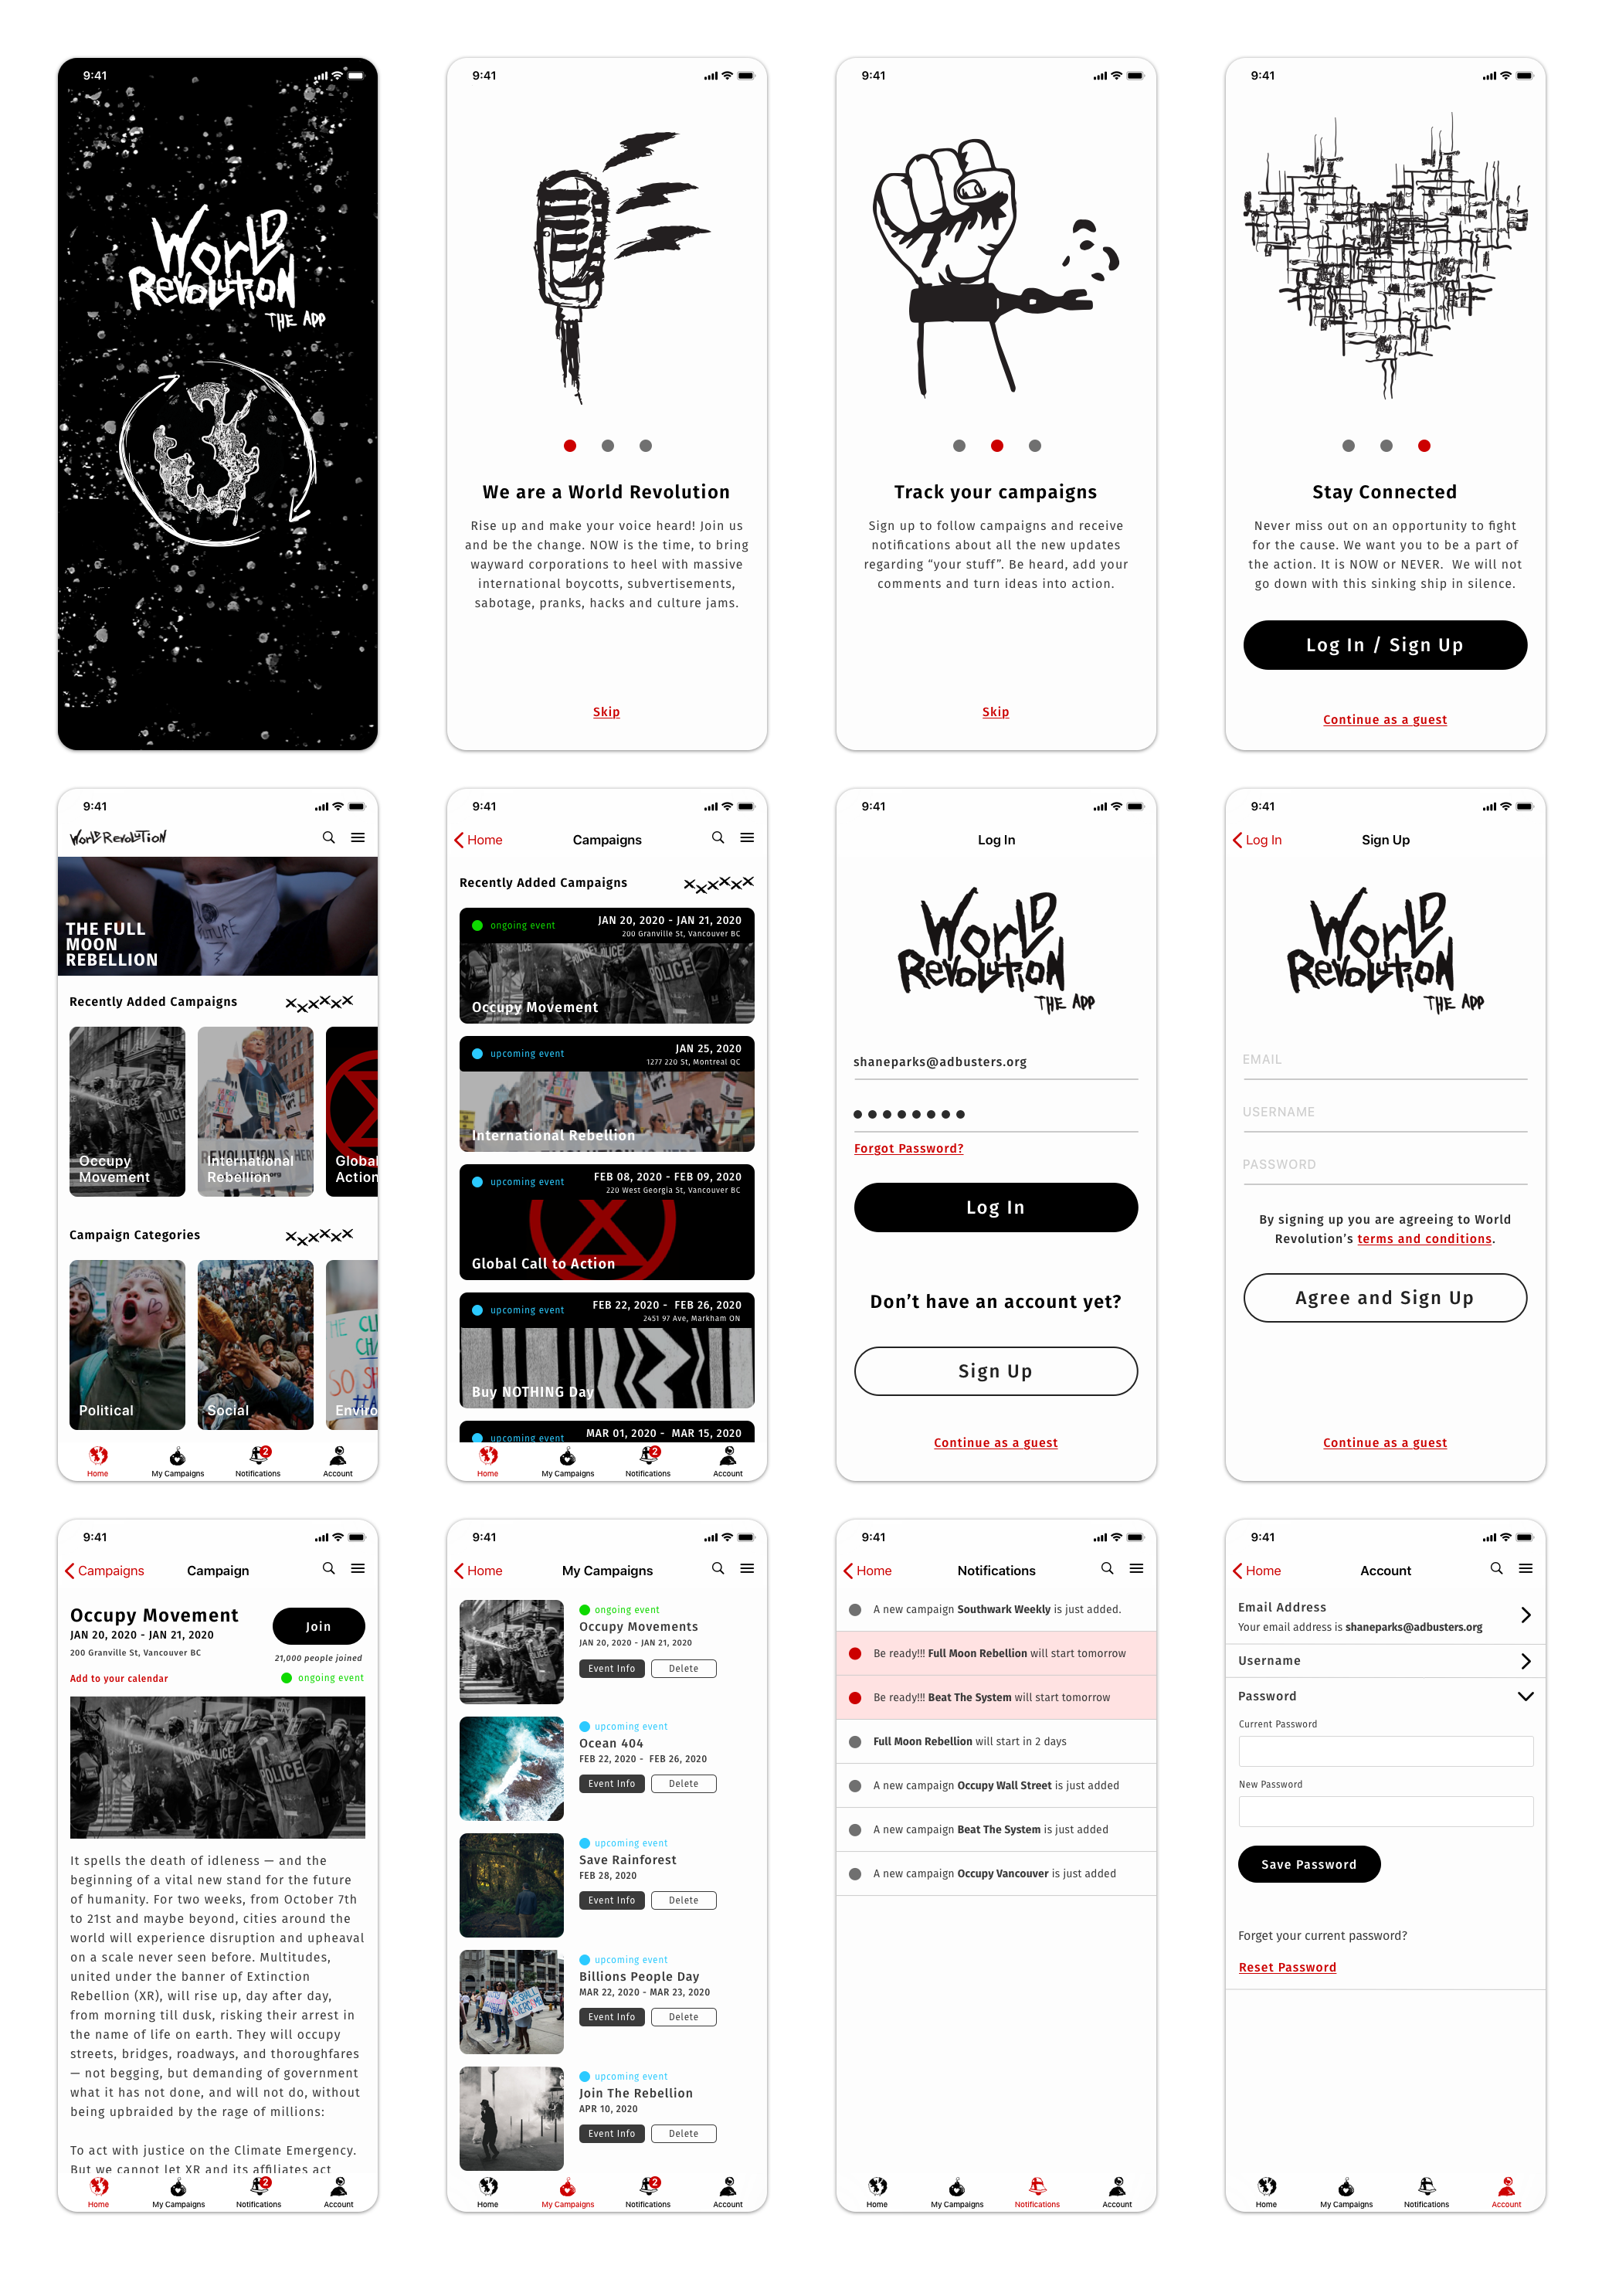 9:41
WORLD
REVOLUTION
THE APP
9:41
We are a World Revolution
Rise up and make your voice heard! Join us
and be the change. NOW is the time, to bring
wayward corporations to heel with massive
international boycotts, subvertisements,
sabotage, pranks, hacks and culture jams.
Skip
9:41
Track your campaigns
Sign up to follow campaigns and receive
notifications about all the new updates
regarding “your stuff”. Be heard, add your
comments and turn ideas into action.
Skip
9:41
Stay Connected
Never miss out on an opportunity to fight
for the cause. We want you to be a part of
the action. It is NOW or NEVER.  We will not
go down with this sinking ship in silence.
Log In / Sign Up
Continue as a guest
9:41
WORLD REVOLUTION
THE FULL
MOON
REBELLION
Recently Added Campaigns
POLICE
Occupy
Movement
REVOLUTION IS HERE
International
Rebellion
Global
Action
Campaign Categories
Political
Social
Enviro
Home
My Campaigns
2
Notifications
Account
9:41
Home
Campaigns
Recently Added Campaigns
ongoing event
JAN 20, 2020 - JAN 21, 2020
200 Granville St, Vancouver BC
POLICE
POLICE
Occupy Movement
upcoming event
JAN 25, 2020
1277 220 St, Montreal QC
International Rebellion
upcoming event
FEB 08, 2020 - FEB 09, 2020
220 West Georgia St, Vancouver BC
Global Call to Action
upcoming event
FEB 22, 2020 -  FEB 26, 2020
2451 97 Ave, Markham ON
Buy NOTHING Day
upcoming event
MAR 01, 2020 -  MAR 15, 2020
Home
My Campaigns
2
Notifications
Account
9:41
Log In
WORLD
REVOLUTION
THE APP
shaneparks@adbusters.org
Forgot Password?
Log In
Don’t have an account yet?
Sign Up
Continue as a guest
9:41
Log In
Sign Up
WORLD
REVOLUTION
THE APP
EMAIL
USERNAME
PASSWORD
By signing up you are agreeing to World
Revolution’s terms and conditions.
Agree and Sign Up
Continue as a guest
9:41
Campaigns
Campaign
Occupy Movement
JAN 20, 2020 - JAN 21, 2020
200 Granville St, Vancouver BC
Add to your calendar
Join
21,000 people joined
ongoing event
ONE WAY
POLICE
It spells the death of idleness — and the
beginning of a vital new stand for the future
of humanity. For two weeks, from October 7th
to 21st and maybe beyond, cities around the
world will experience disruption and upheaval
on a scale never seen before. Multitudes,
united under the banner of Extinction
Rebellion (XR), will rise up, day after day,
from morning till dusk, risking their arrest in
the name of life on earth. They will occupy
streets, bridges, roadways, and thoroughfares
— not begging, but demanding of government
what it has not done, and will not do, without
being upbraided by the rage of millions:
To act with justice on the Climate Emergency.
But we cannot let XR and its affiliates act
Home
My Campaigns
2
Notifications
Account
9:41
Home
My Campaigns
ongoing event
Occupy Movements
JAN 20, 2020 - JAN 21, 2020
Event Info
Delete
upcoming event
Ocean 404
FEB 22, 2020 -  FEB 26, 2020
Event Info
Delete
upcoming event
Save Rainforest
FEB 28, 2020
Event Info
Delete
upcoming event
Billions People Day
MAR 22, 2020 - MAR 23, 2020
Event Info
Delete
upcoming event
Join The Rebellion
APR 10, 2020
Event Info
Delete
Home
My Campaigns
2
Notifications
Account
9:41
Home
Notifications
A new campaign Southwark Weekly is just added.
Be ready!!! Full Moon Rebellion will start tomorrow
Be ready!!! Beat The System will start tomorrow
Full Moon Rebellion will start in 2 days
A new campaign Occupy Wall Street is just added
A new campaign Beat The System is just added
A new campaign Occupy Vancouver is just added
Home
My Campaigns
Notifications
Account
9:41
Home
Account
Email Address
Your email address is shaneparks@adbusters.org
Username
Password
Current Password
New Password
Save Password
Forget your current password?
Reset Password
Home
My Campaigns
Notifications
Account